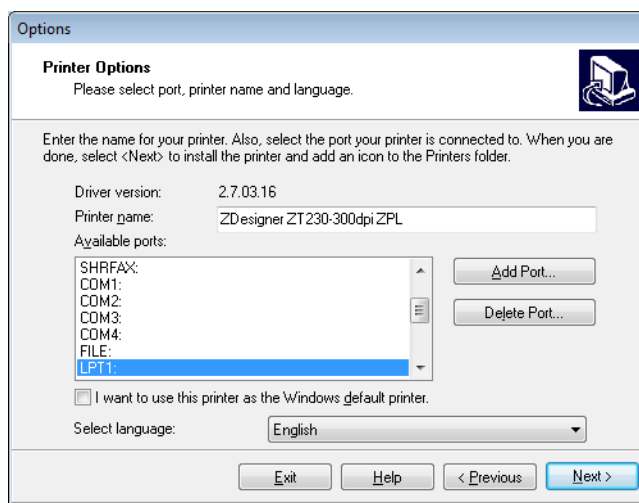 Options
Printer Options
Please select port, printer name and language.
Enter the name for your printer. Also, select the port your printer is connected to. When you are
done, select <Next> to install the printer and add an icon to the Printers folder.
Driver version: 2.7.03.16
Printer name: ZDesigner ZT230-300dpi ZPL
Available ports:
SHRFAX:
COM1:
COM2:
COM3:
COM4:
FILE:
LPT1:
Add Port...
Delete Port...
I want to use this printer as the Windows default printer.
Select language: English
Exit Help < Previous Next >